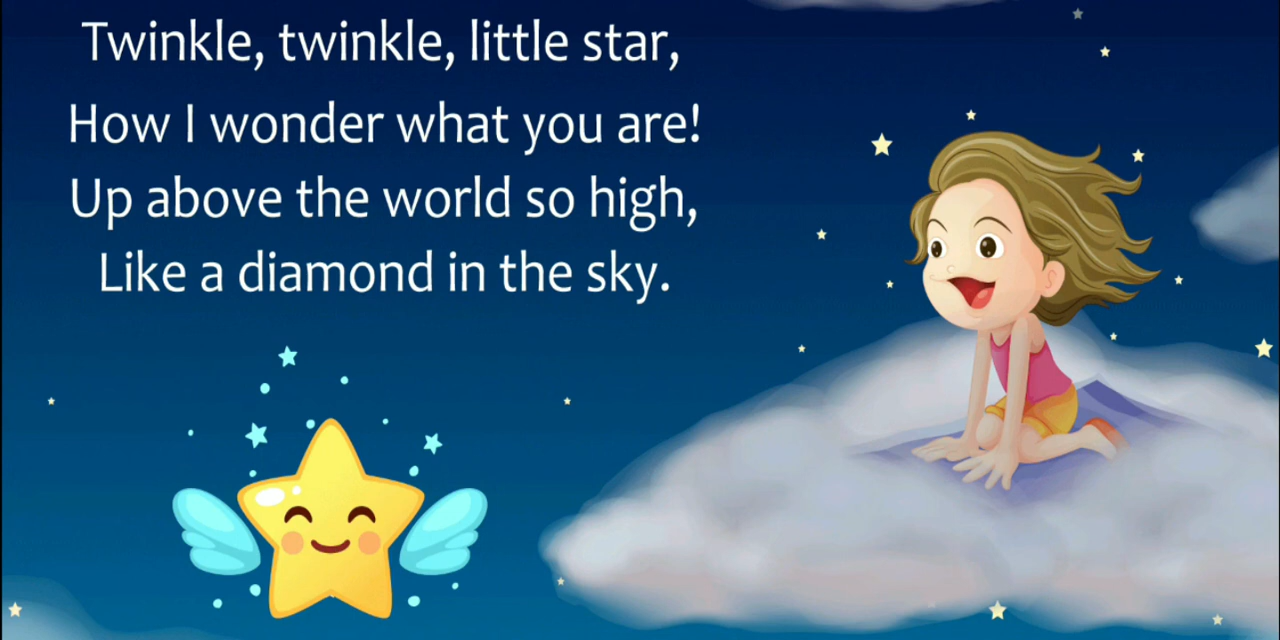 Twinkle, twinkle, little star,
How I wonder what you are!
Up above the world so high,
Like a diamond in the sky.